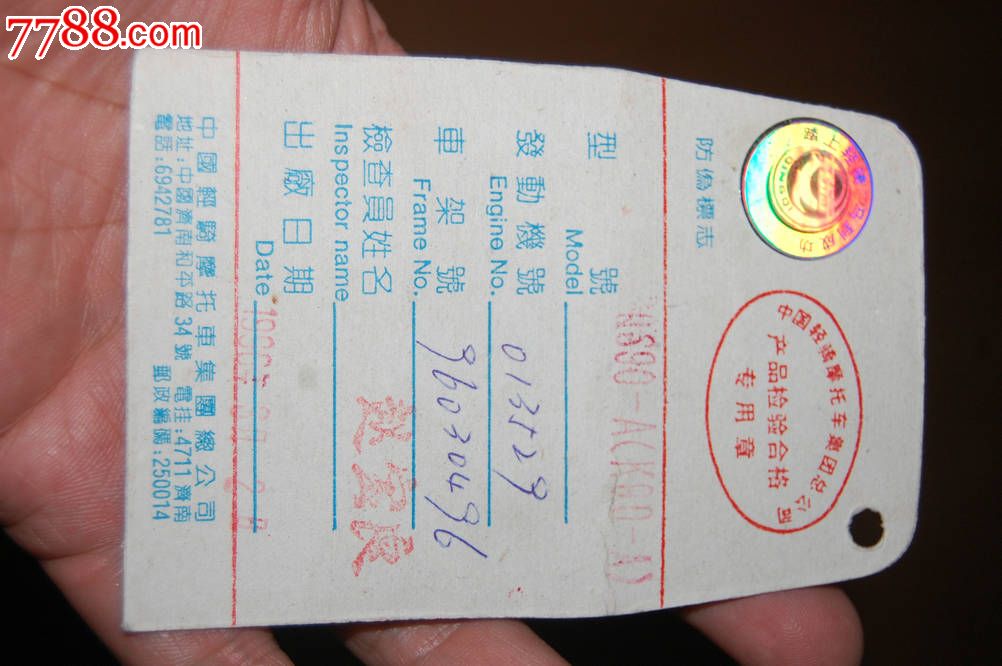 7788.com
防偽標志
中国轻骑摩托车集团总公司
产品检验合格
专用章
型號
Model
發動機號
Engine No. 013529
車架號
Frame No. 96030496
檢查員姓名
Inspector name
出廠日期
Date
中國輕騎摩托車集團總公司
地址:中國濟南和平路34號 電挂:4711濟南
電話:6942781 郵政編碼:250014